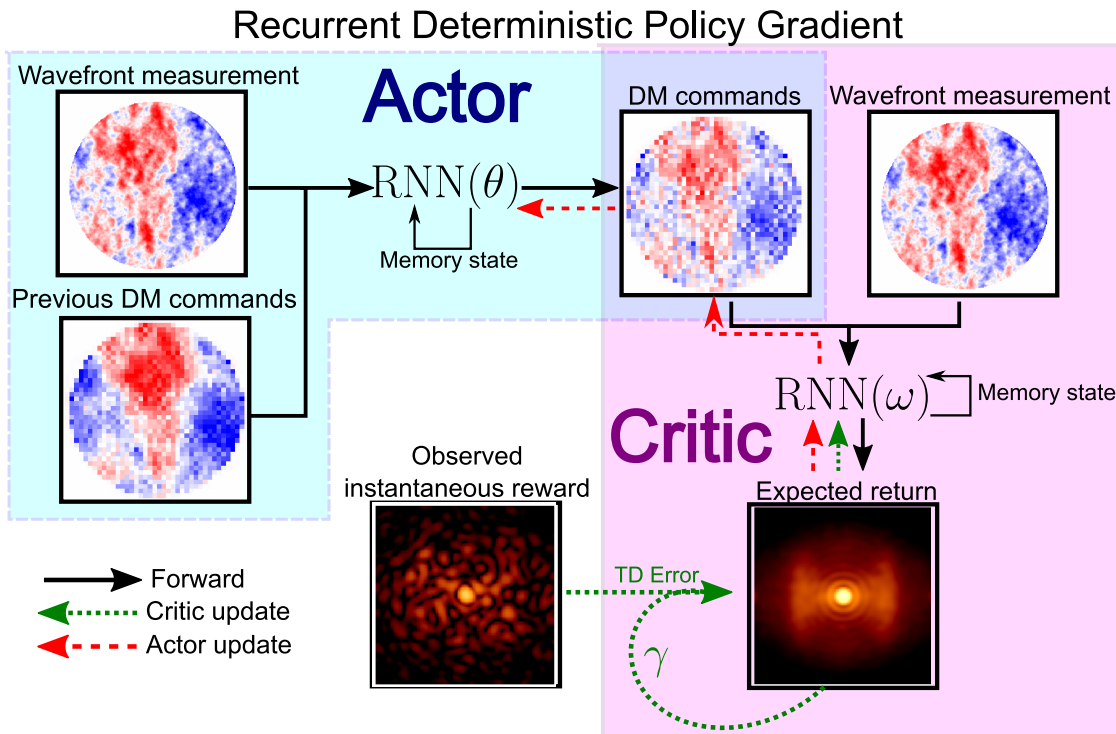 Recurrent Deterministic Policy Gradient
Wavefront measurement
Actor
DM commands
Wavefront measurement
RNN(θ)
Memory state
Previous DM commands
RNN(ω)
Memory state
Critic
Observed
instantaneous reward
Expected return
TD Error
γ
Forward
Critic update
Actor update